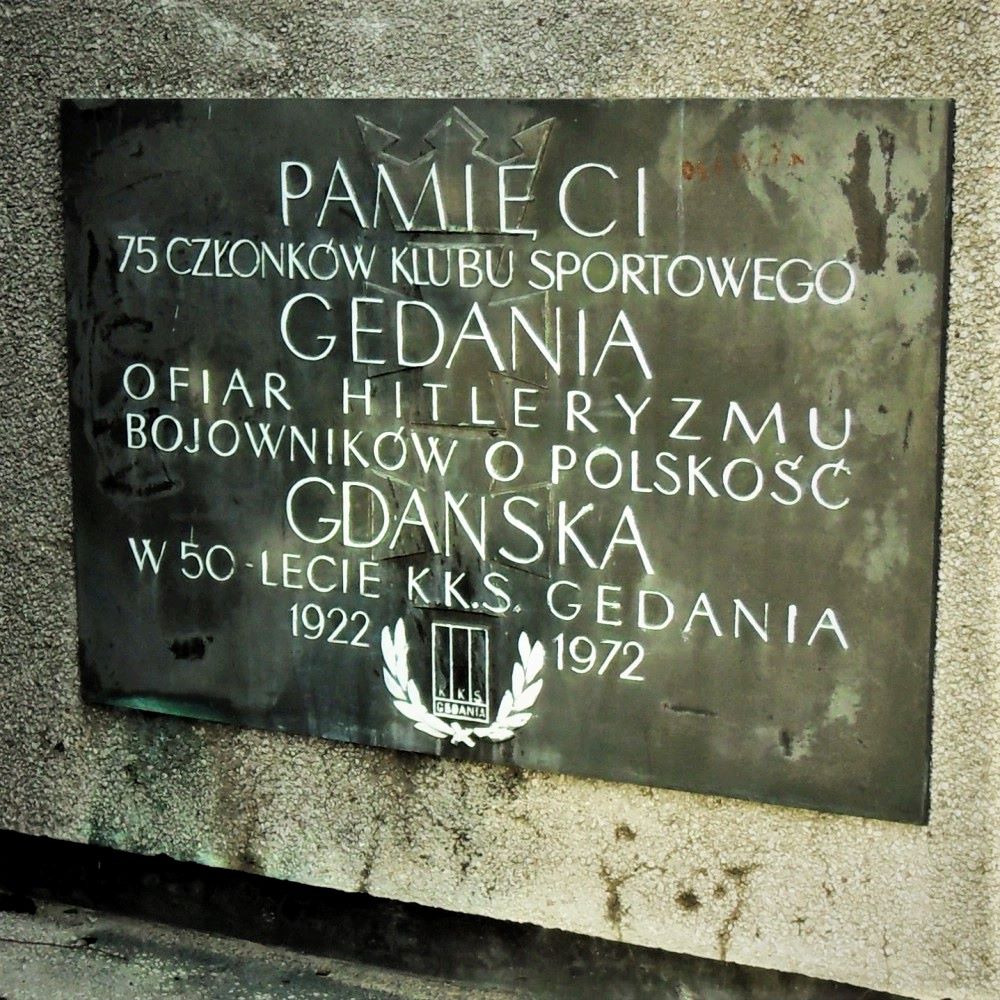 PAMIĘCI
75 CZŁONKÓW KLUBU SPORTOWEGO
GEDANIA
OFIAR HITLERYZMU
BOJOWNIKÓW O POLSKOŚĆ
GDAŃSKA
W 50-LECIE K.K.S. GEDANIA
1922 1972
K K S
GEDANIA